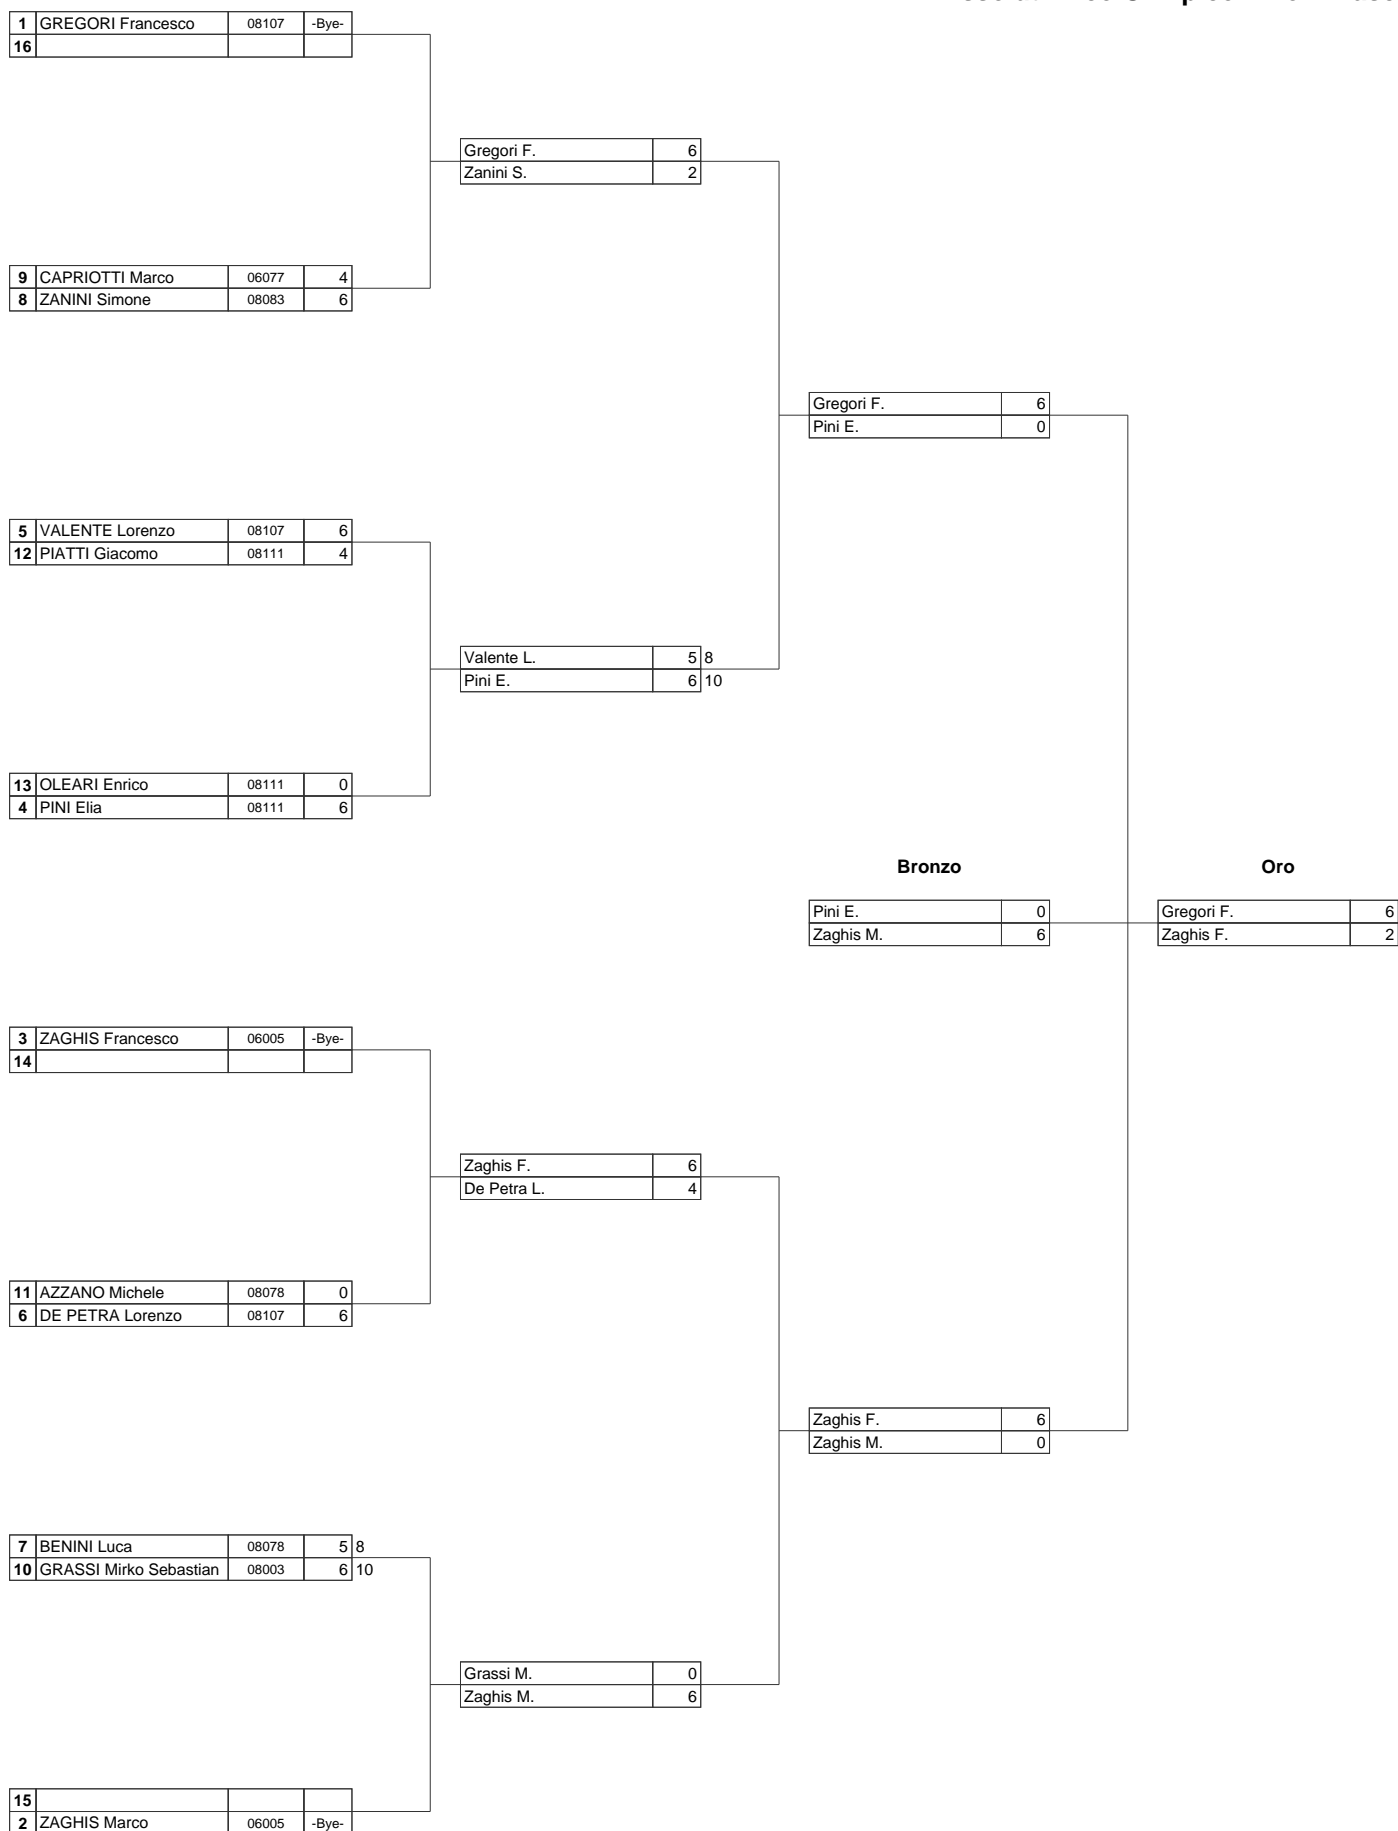 1 GREGORI Francesco 08107 -Bye-
16
Gregori F. 6
Zanini S. 2
9 CAPRIOTTI Marco 06077 4
8 ZANINI Simone 08083 6
Gregori F. 6
Pini E. 0
5 VALENTE Lorenzo 08107 6
12 PIATTI Giacomo 08111 4
Valente L. 5 8
Pini E. 6 10
13 OLEARI Enrico 08111 0
4 PINI Elia 08111 6
Bronzo
Oro
Pini E. 0
Zaghis M. 6
Gregori F. 6
Zaghis F. 2
3 ZAGHIS Francesco 06005 -Bye-
14
Zaghis F. 6
De Petra L. 4
11 AZZANO Michele 08078 0
6 DE PETRA Lorenzo 08107 6
Zaghis F. 6
Zaghis M. 0
7 BENINI Luca 08078 5 8
10 GRASSI Mirko Sebastian 08003 6 10
Grassi M. 0
Zaghis M. 6
15
2 ZAGHIS Marco 06005 -Bye-